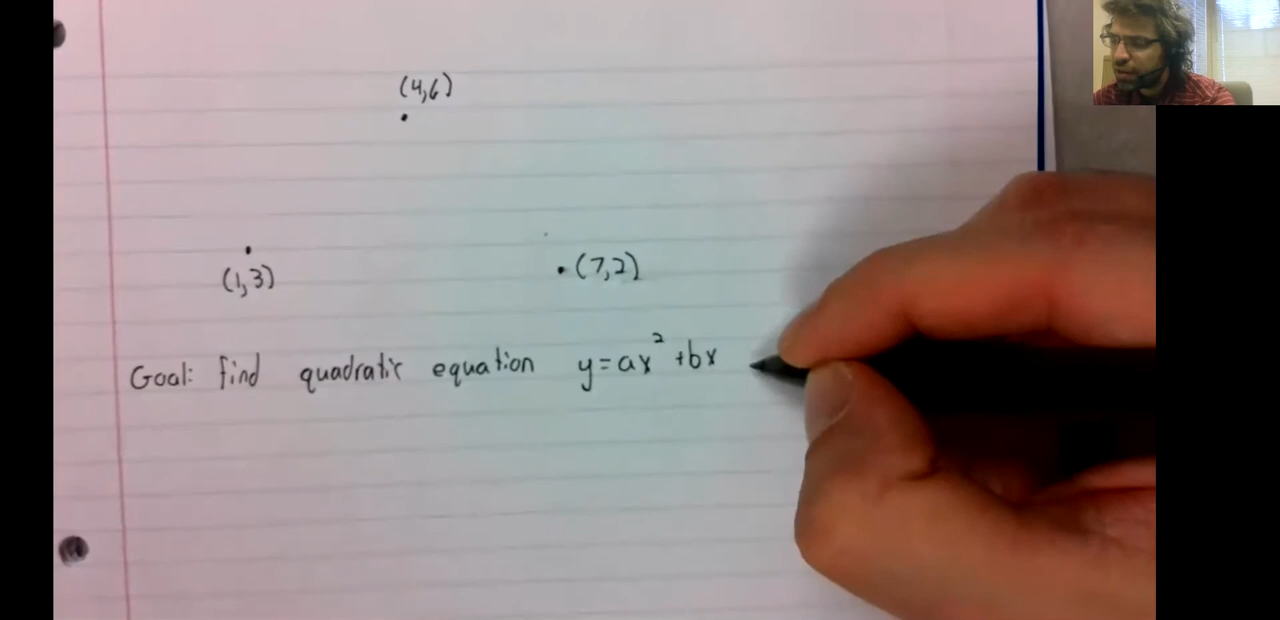 (4,6)
(1,3)
(7,2)
Goal: find quadratic equation y=ax² +bx